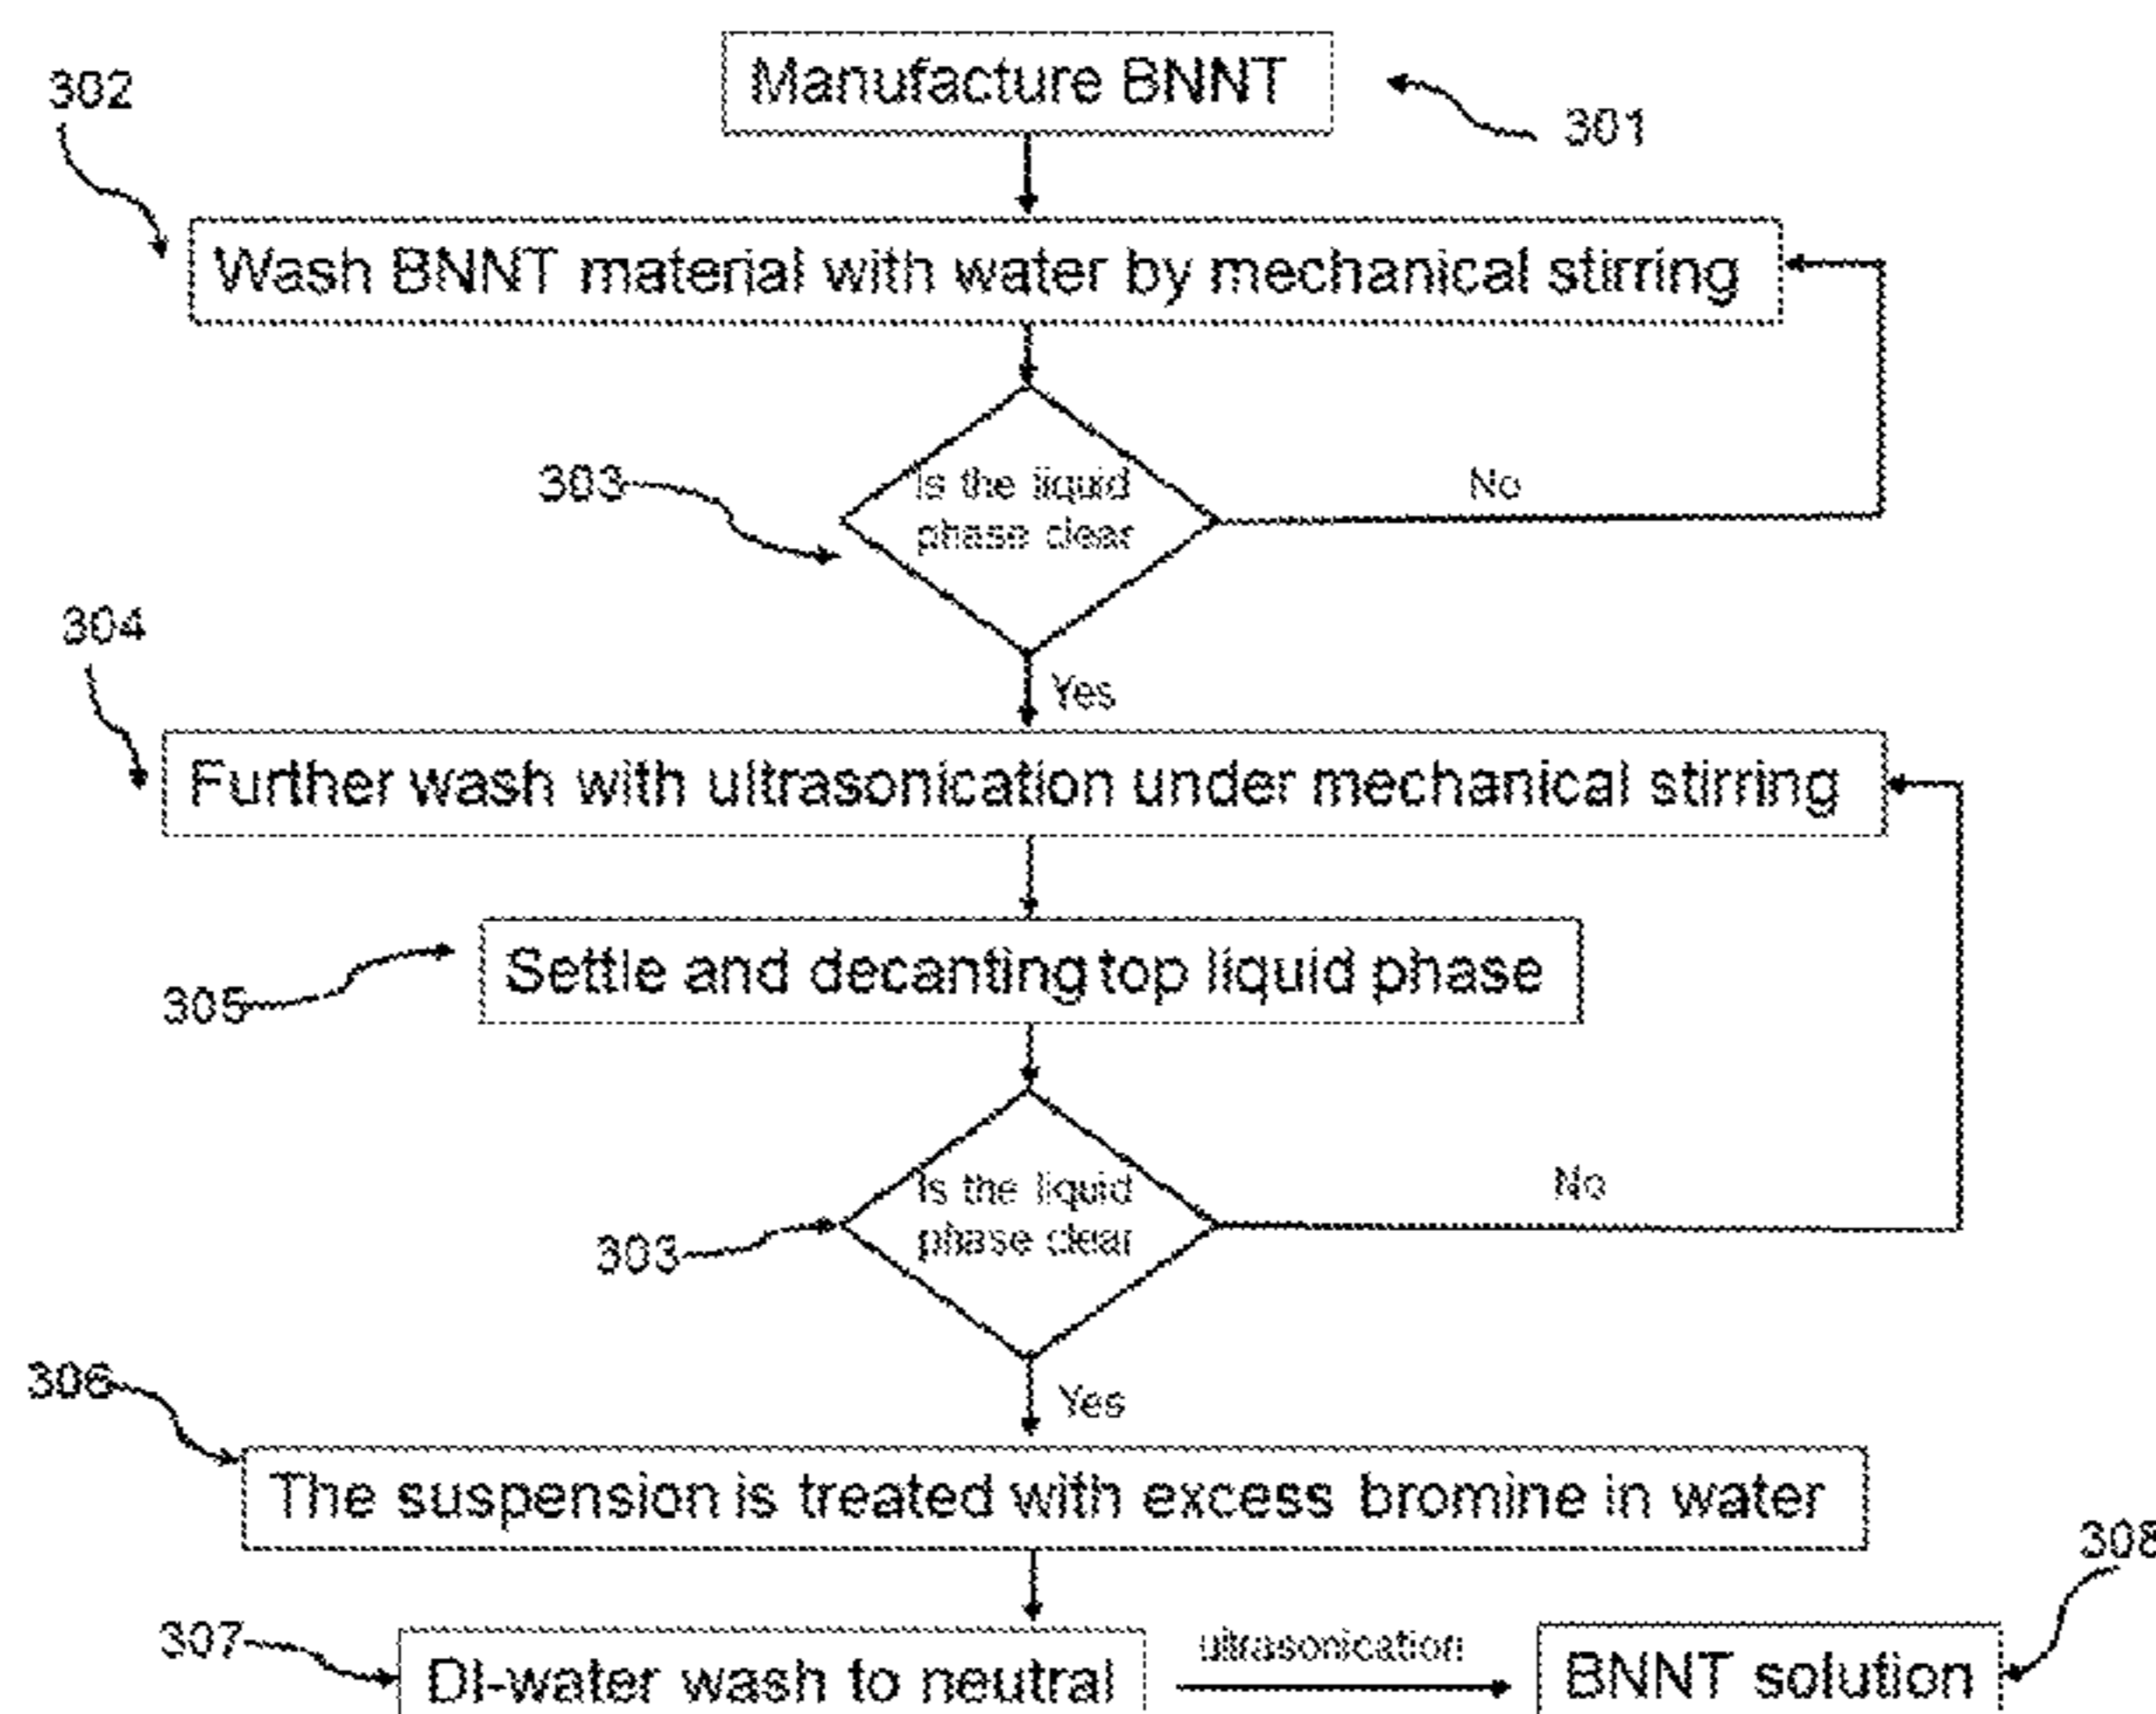 Manufacture BNNT
302
301
Wash BNNT material with water by mechanical stirring
303
Is the liquid
phase clear
No
304
Yes
Further wash with ultrasonication under mechanical stirring
305
Settle and decanting top liquid phase
Is the liquid
phase clear
No
303
306
Yes
The suspension is treated with excess bromine in water
308
307
DI-water wash to neutral
ultrasonication
BNNT solution